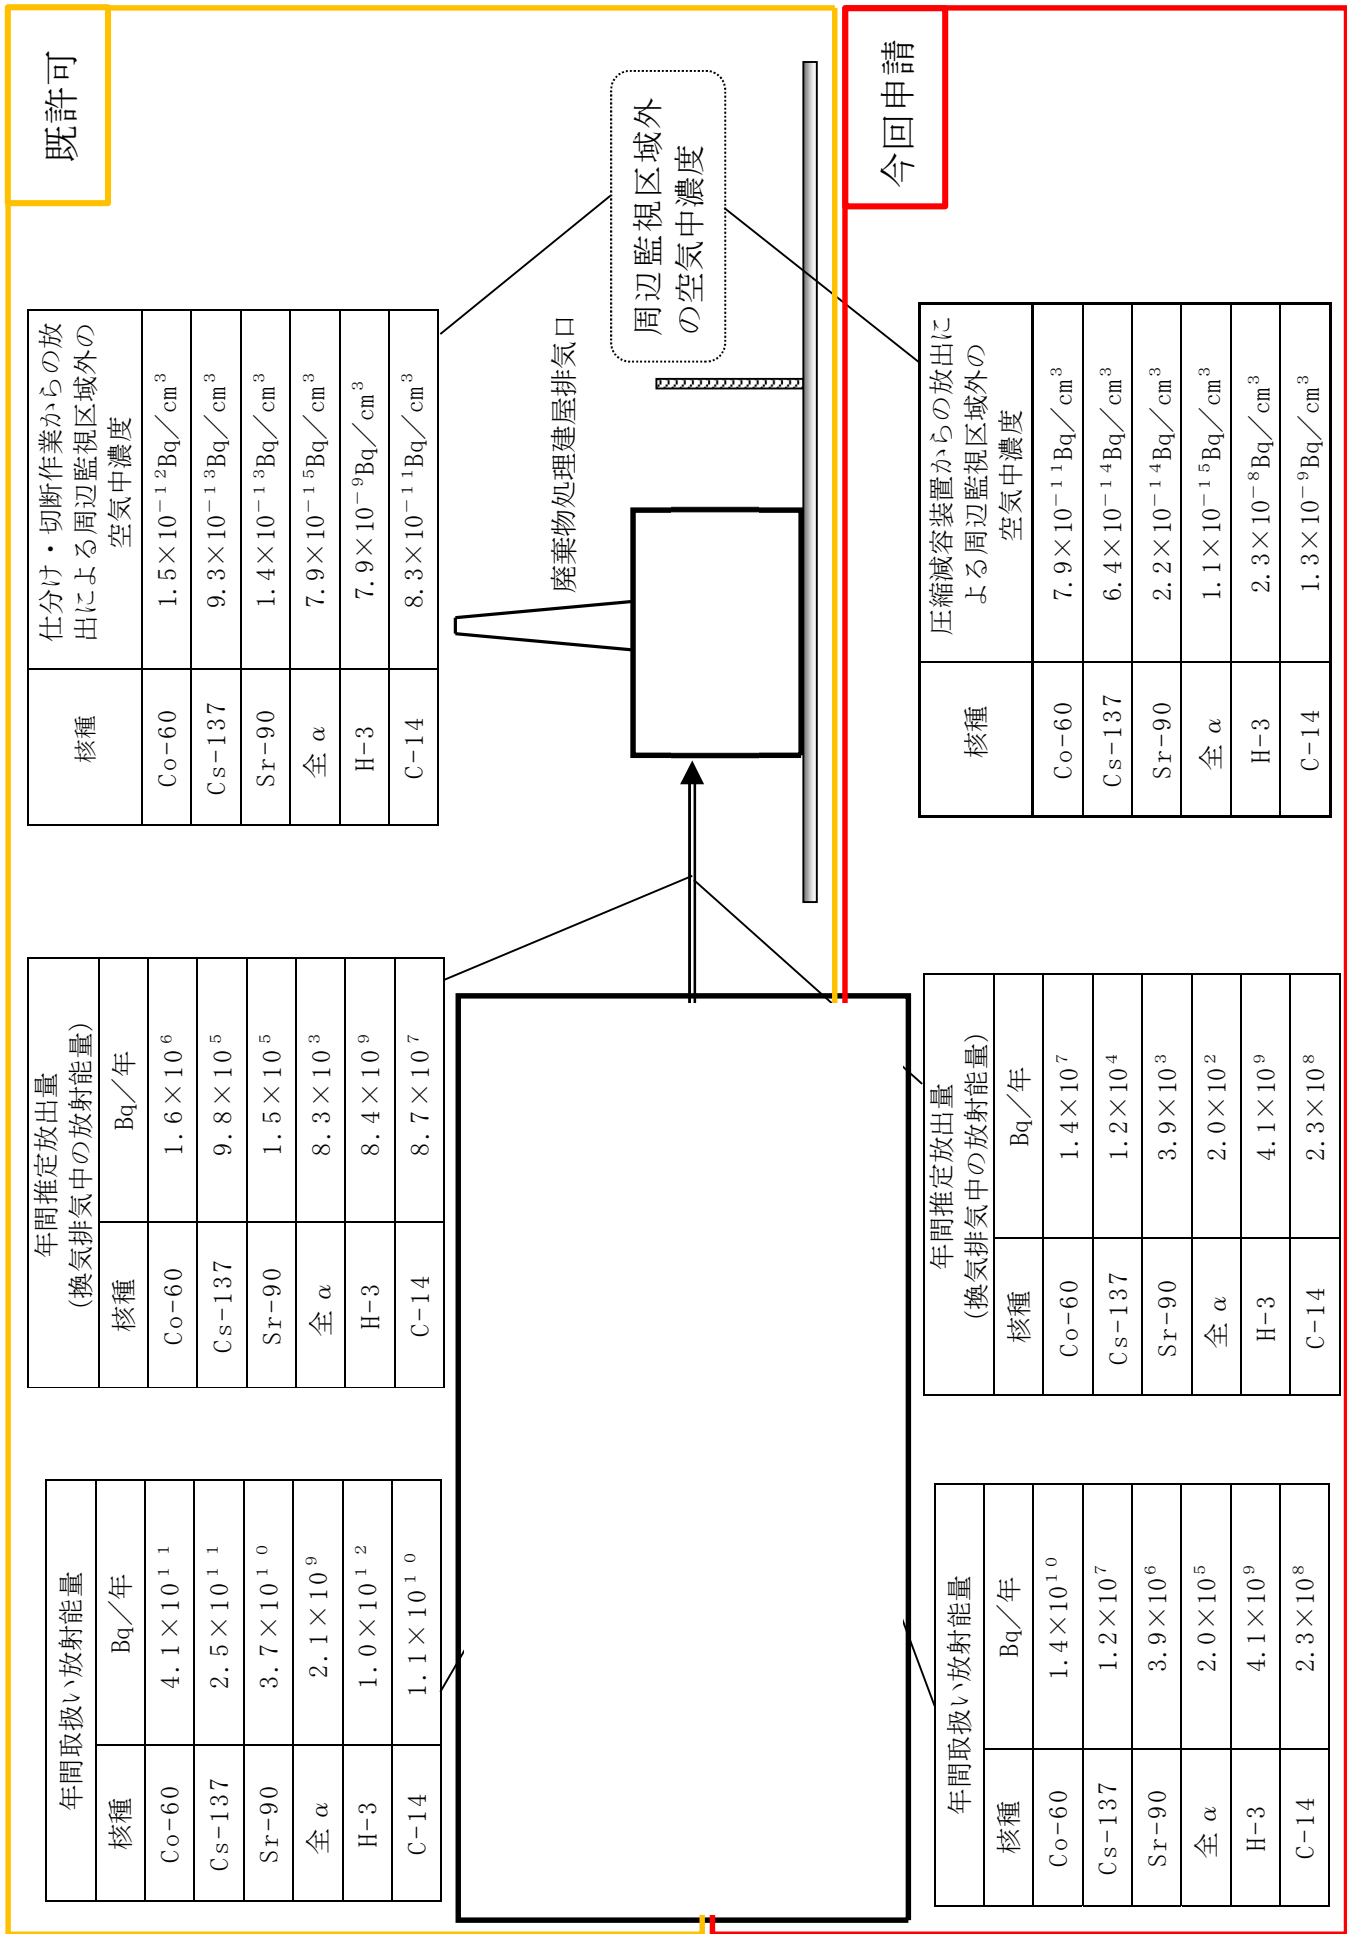 既許可
年間取扱い放射能量
核種 Bq／年
Co-60 4.1×10¹¹
Cs-137 2.5×10¹¹
Sr-90 3.7×10¹⁰
全α 2.1×10⁹
H-3 1.0×10¹²
C-14 1.1×10¹⁰
年間推定放出量
(換気排気中の放射能量)
核種 Bq／年
Co-60 1.6×10⁶
Cs-137 9.8×10⁵
Sr-90 1.5×10⁵
全α 8.3×10³
H-3 8.4×10⁹
C-14 8.7×10⁷
核種 仕分け・切断作業からの放
出による周辺監視区域外の
空気中濃度
Co-60 1.5×10⁻¹²Bq／cm³
Cs-137 9.3×10⁻¹³Bq／cm³
Sr-90 1.4×10⁻¹³Bq／cm³
全α 7.9×10⁻¹⁵Bq／cm³
H-3 7.9×10⁻⁹Bq／cm³
C-14 8.3×10⁻¹¹Bq／cm³
廃棄物処理建屋排気口
周辺監視区域外
の空気中濃度
今回申請
年間取扱い放射能量
核種 Bq／年
Co-60 1.4×10¹⁰
Cs-137 1.2×10⁷
Sr-90 3.9×10⁶
全α 2.0×10⁵
H-3 4.1×10⁹
C-14 2.3×10⁸
年間推定放出量
(換気排気中の放射能量)
核種 Bq／年
Co-60 1.4×10⁷
Cs-137 1.2×10⁴
Sr-90 3.9×10³
全α 2.0×10²
H-3 4.1×10⁹
C-14 2.3×10⁸
核種 圧縮減容装置からの放出に
よる周辺監視区域外の
空気中濃度
Co-60 7.9×10⁻¹¹Bq／cm³
Cs-137 6.4×10⁻¹⁴Bq／cm³
Sr-90 2.2×10⁻¹⁴Bq／cm³
全α 1.1×10⁻¹⁵Bq／cm³
H-3 2.3×10⁻⁸Bq／cm³
C-14 1.3×10⁻⁹Bq／cm³